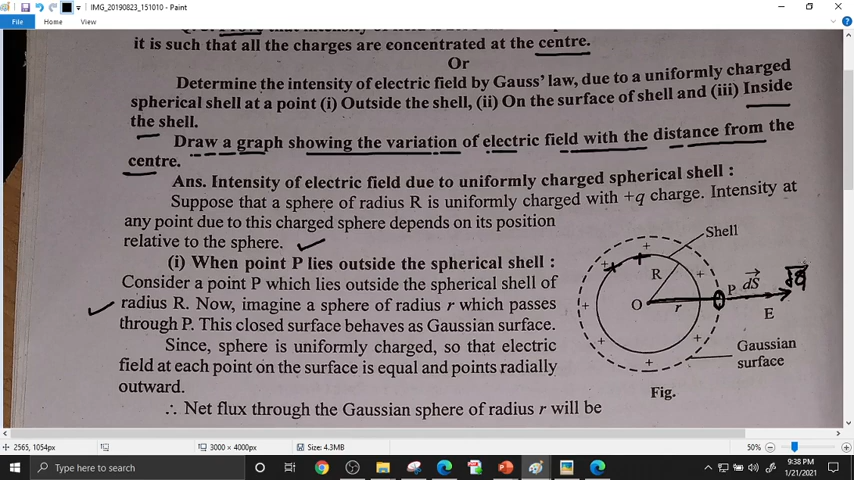 IMG_20190823_151010 - Paint
File Home View
it is such that all the charges are concentrated at the centre.
Or
Determine the intensity of electric field by Gauss' law, due to a uniformly charged
spherical shell at a point (i) Outside the shell, (ii) On the surface of shell and (iii) Inside
the shell.
Draw a graph showing the variation of electric field with the distance from the
centre.
Ans. Intensity of electric field due to uniformly charged spherical shell :
Suppose that a sphere of radius R is uniformly charged with +q charge. Intensity at
any point due to this charged sphere depends on its position
relative to the sphere.
(i) When point P lies outside the spherical shell :
Consider a point P which lies outside the spherical shell of
radius R. Now, imagine a sphere of radius r which passes
through P. This closed surface behaves as Gaussian surface.
Since, sphere is uniformly charged, so that electric
field at each point on the surface is equal and points radially
outward.
∴ Net flux through the Gaussian sphere of radius r will be
Shell
R
P dS
O
r
E
Gaussian
surface
Fig.
2565, 1054px
3000 × 4000px
Size: 4.3MB
50%
Type here to search
9:38 PM
1/21/2021